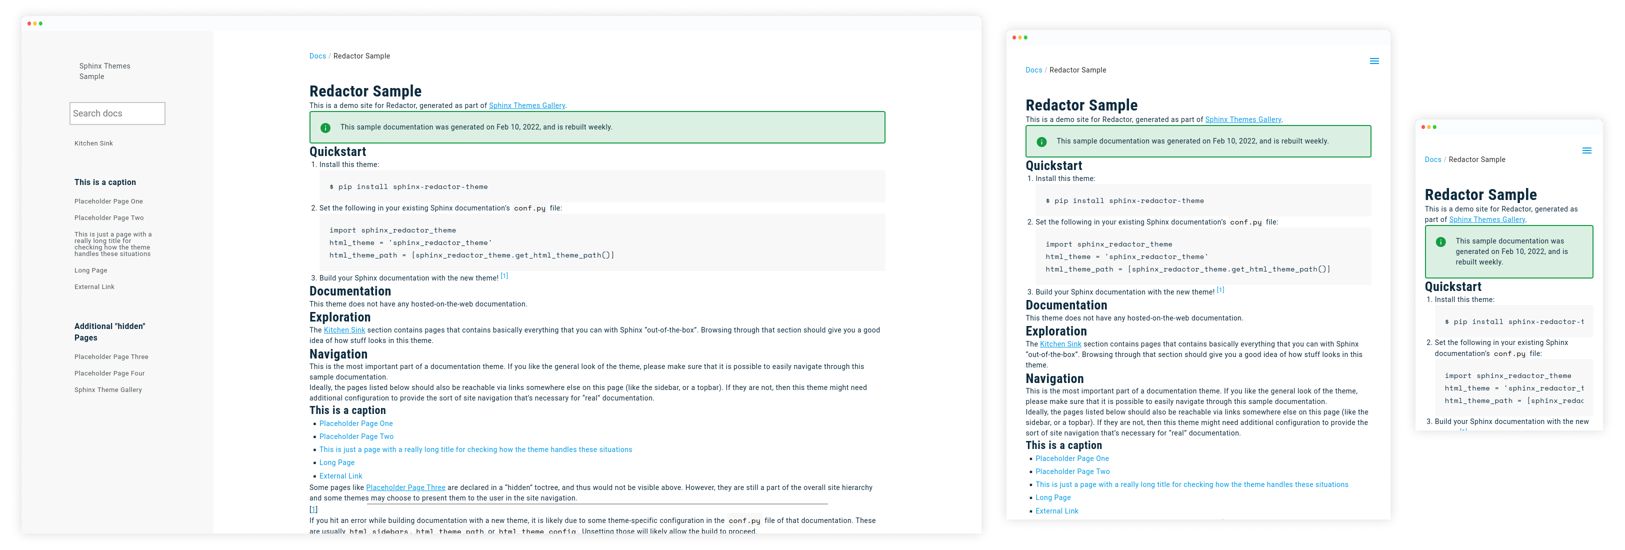 Sphinx Themes
Sample
Search docs
Kitchen Sink
This is a caption
Placeholder Page One
Placeholder Page Two
This is just a page with a
really long title for
checking how the theme
handles these situations
Long Page
External Link
Additional "hidden"
Pages
Placeholder Page Three
Placeholder Page Four
Sphinx Theme Gallery
Docs / Redactor Sample
Redactor Sample
This is a demo site for Redactor, generated as part of Sphinx Themes Gallery.
This sample documentation was generated on Feb 10, 2022, and is rebuilt weekly.
Quickstart
1. Install this theme:
$ pip install sphinx-redactor-theme
2. Set the following in your existing Sphinx documentation's conf.py file:
import sphinx_redactor_theme
html_theme = 'sphinx_redactor_theme'
html_theme_path = [sphinx_redactor_theme.get_html_theme_path()]
3. Build your Sphinx documentation with the new theme! [1]
Documentation
This theme does not have any hosted-on-the-web documentation.
Exploration
The Kitchen Sink section contains pages that contains basically everything that you can with Sphinx "out-of-the-box". Browsing through that section should give you a good
idea of how stuff looks in this theme.
Navigation
This is the most important part of a documentation theme. If you like the general look of the theme, please make sure that it is possible to easily navigate through this
sample documentation.
Ideally, the pages listed below should also be reachable via links somewhere else on this page (like the sidebar, or a topbar). If they are not, then this theme might need
additional configuration to provide the sort of site navigation that's necessary for "real" documentation.
This is a caption
• Placeholder Page One
• Placeholder Page Two
• This is just a page with a really long title for checking how the theme handles these situations
• Long Page
• External Link
Some pages like Placeholder Page Three are declared in a "hidden" toctree, and thus would not be visible above. However, they are still a part of the overall site hierarchy
and some themes may choose to present them to the user in the site navigation.
[1]
If you hit an error while building documentation with a new theme, it is likely due to some theme-specific configuration in the conf.py file of that documentation. These
are usually html_sidebars, html_theme_path or html_theme_config. Unsetting those will likely allow the build to proceed.
Docs / Redactor Sample
Redactor Sample
This is a demo site for Redactor, generated as part of Sphinx Themes Gallery.
This sample documentation was generated on Feb 10, 2022, and is rebuilt weekly.
Quickstart
1. Install this theme:
$ pip install sphinx-redactor-theme
2. Set the following in your existing Sphinx documentation's conf.py file:
import sphinx_redactor_theme
html_theme = 'sphinx_redactor_theme'
html_theme_path = [sphinx_redactor_theme.get_html_theme_path()]
3. Build your Sphinx documentation with the new theme! [1]
Documentation
This theme does not have any hosted-on-the-web documentation.
Exploration
The Kitchen Sink section contains pages that contains basically everything that you can with Sphinx
"out-of-the-box". Browsing through that section should give you a good idea of how stuff looks in this
theme.
Navigation
This is the most important part of a documentation theme. If you like the general look of the theme,
please make sure that it is possible to easily navigate through this sample documentation.
Ideally, the pages listed below should also be reachable via links somewhere else on this page (like the
sidebar, or a topbar). If they are not, then this theme might need additional configuration to provide the
sort of site navigation that's necessary for "real" documentation.
This is a caption
• Placeholder Page One
• Placeholder Page Two
• This is just a page with a really long title for checking how the theme handles these situations
• Long Page
• External Link
Docs / Redactor Sample
Redactor Sample
This is a demo site for Redactor, generated as
part of Sphinx Themes Gallery.
This sample documentation was
generated on Feb 10, 2022, and is
rebuilt weekly.
Quickstart
1. Install this theme:
$ pip install sphinx-redactor-t
2. Set the following in your existing Sphinx
documentation's conf.py file:
import sphinx_redactor_theme
html_theme = 'sphinx_redactor_t
html_theme_path = [sphinx_redac
3. Build your Sphinx documentation with the new